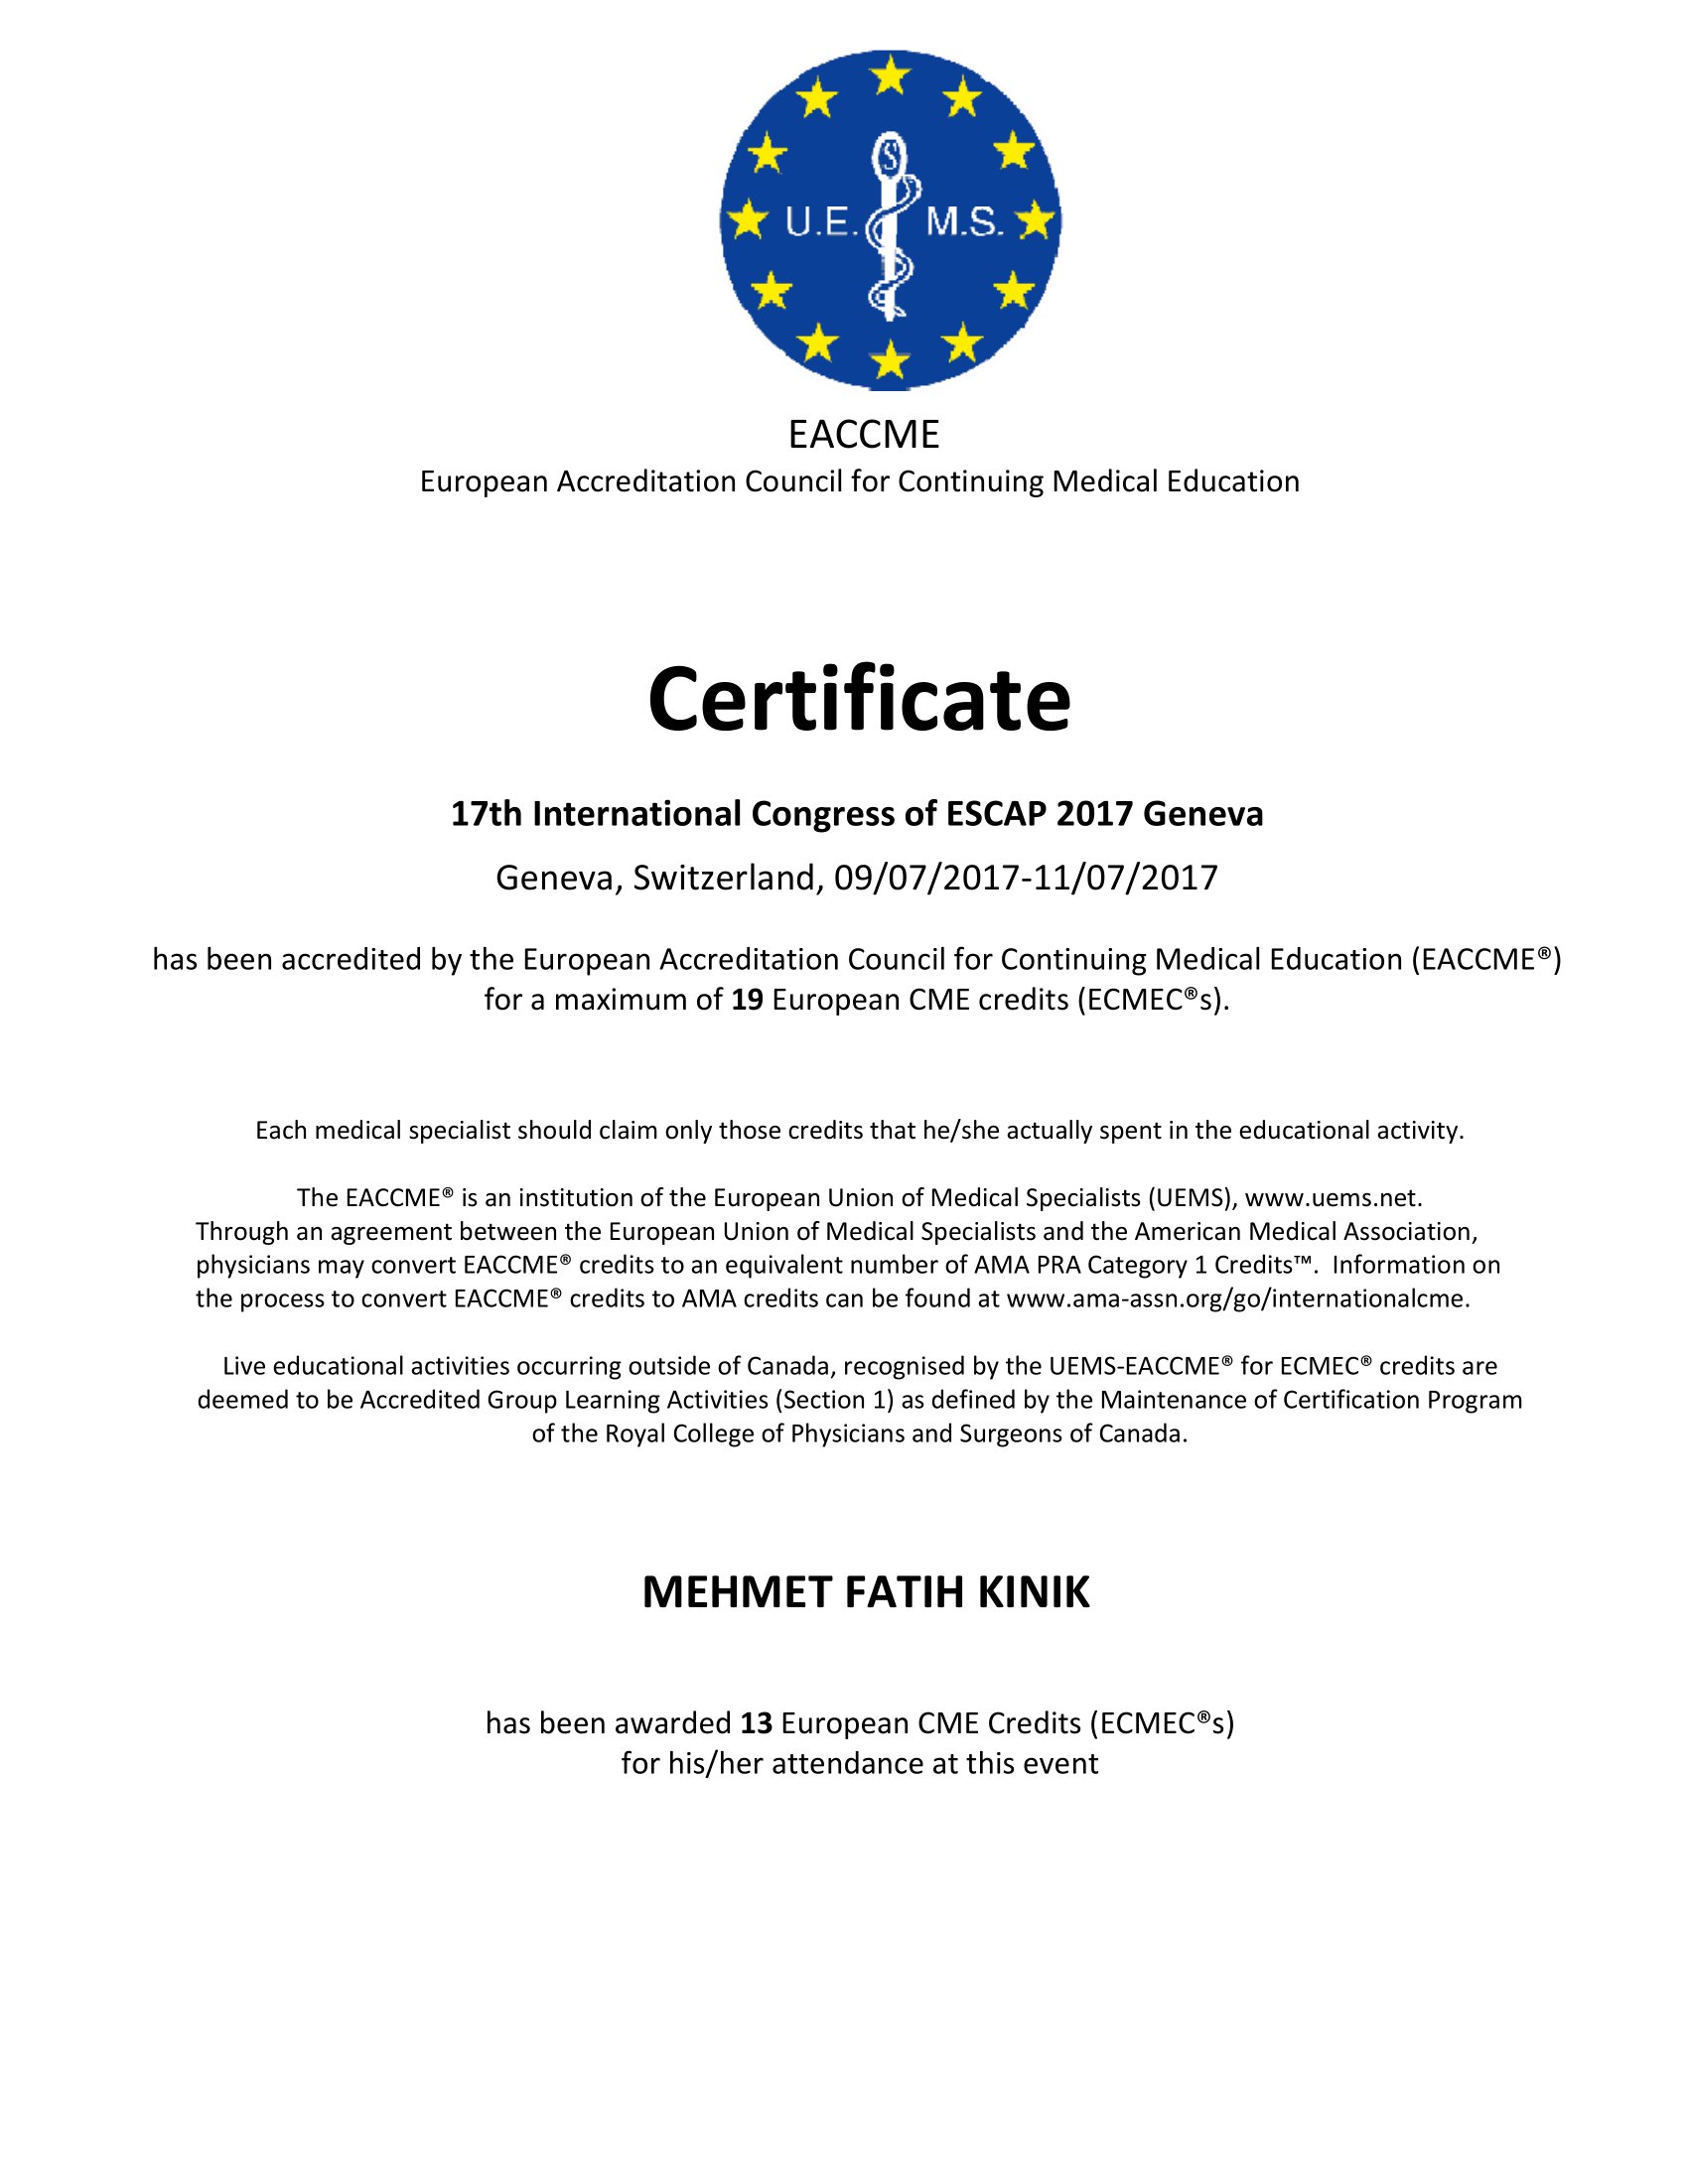 S
U.E. M.S.
EACCME
European Accreditation Council for Continuing Medical Education
Certificate
17th International Congress of ESCAP 2017 Geneva
Geneva, Switzerland, 09/07/2017-11/07/2017
has been accredited by the European Accreditation Council for Continuing Medical Education (EACCME®)
for a maximum of 19 European CME credits (ECMEC®s).
Each medical specialist should claim only those credits that he/she actually spent in the educational activity.
The EACCME® is an institution of the European Union of Medical Specialists (UEMS), www.uems.net.
Through an agreement between the European Union of Medical Specialists and the American Medical Association,
physicians may convert EACCME® credits to an equivalent number of AMA PRA Category 1 Credits™. Information on
the process to convert EACCME® credits to AMA credits can be found at www.ama-assn.org/go/internationalcme.
Live educational activities occurring outside of Canada, recognised by the UEMS-EACCME® for ECMEC® credits are
deemed to be Accredited Group Learning Activities (Section 1) as defined by the Maintenance of Certification Program
of the Royal College of Physicians and Surgeons of Canada.
MEHMET FATIH KINIK
has been awarded 13 European CME Credits (ECMEC®s)
for his/her attendance at this event